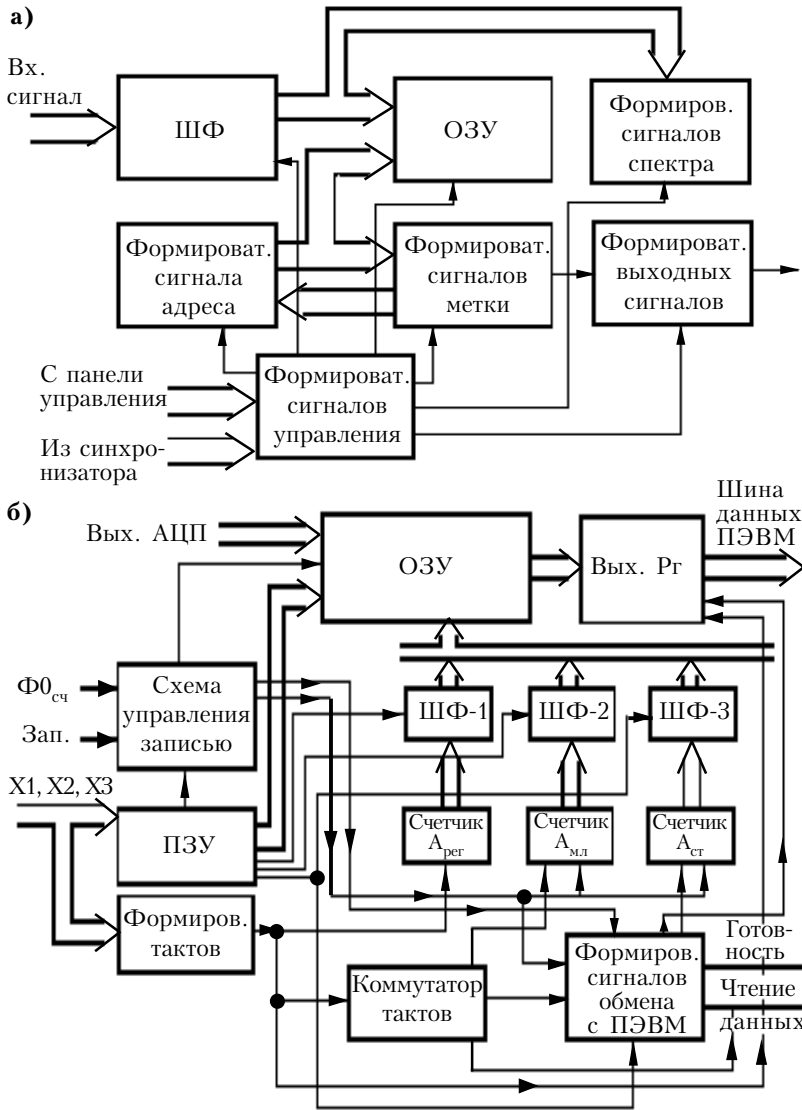 а)
Вх.
сигнал
ШФ
ОЗУ
Формиров.
сигналов
спектра
Формироват.
сигнала
адреса
Формироват.
сигналов
метки
Формироват.
выходных
сигналов
С панели
управления
Формироват.
сигналов
управления
Из синхро-
низатора
б)
Вых. АЦП
ОЗУ
Вых. Рг
Шина
данных
ПЭВМ
Ф0сч
Зап.
Схема
управления
записью
ШФ-1
ШФ-2
ШФ-3
X1, X2, X3
ПЗУ
Счетчик
Арег
Счетчик
Амл
Счетчик
Аст
Формиров.
тактов
Коммутатор
тактов
Формиров.
сигналов
обмена
с ПЭВМ
Готов-
ность
Чтение
данных